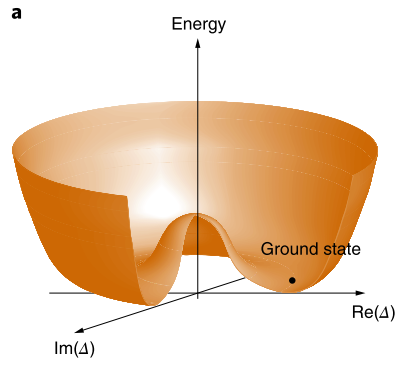 a
Energy
Ground state
Re(Δ)
Im(Δ)